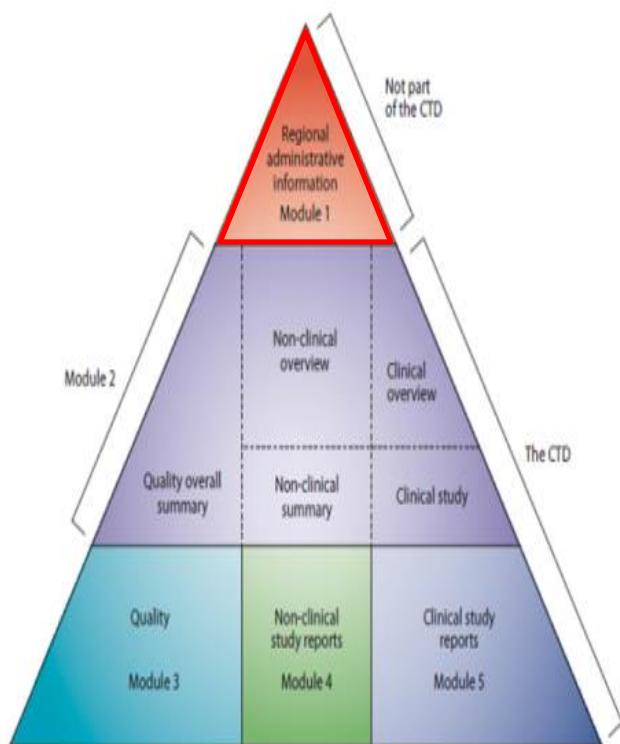 Not part
of the CTD
Regional
administrative
information
Module 1
Module 2
Non-clinical
overview
Clinical
overview
The CTD
Quality overall
summary
Non-clinical
summary
Clinical study
Quality
Module 3
Non-clinical
study reports
Module 4
Clinical study
reports
Module 5